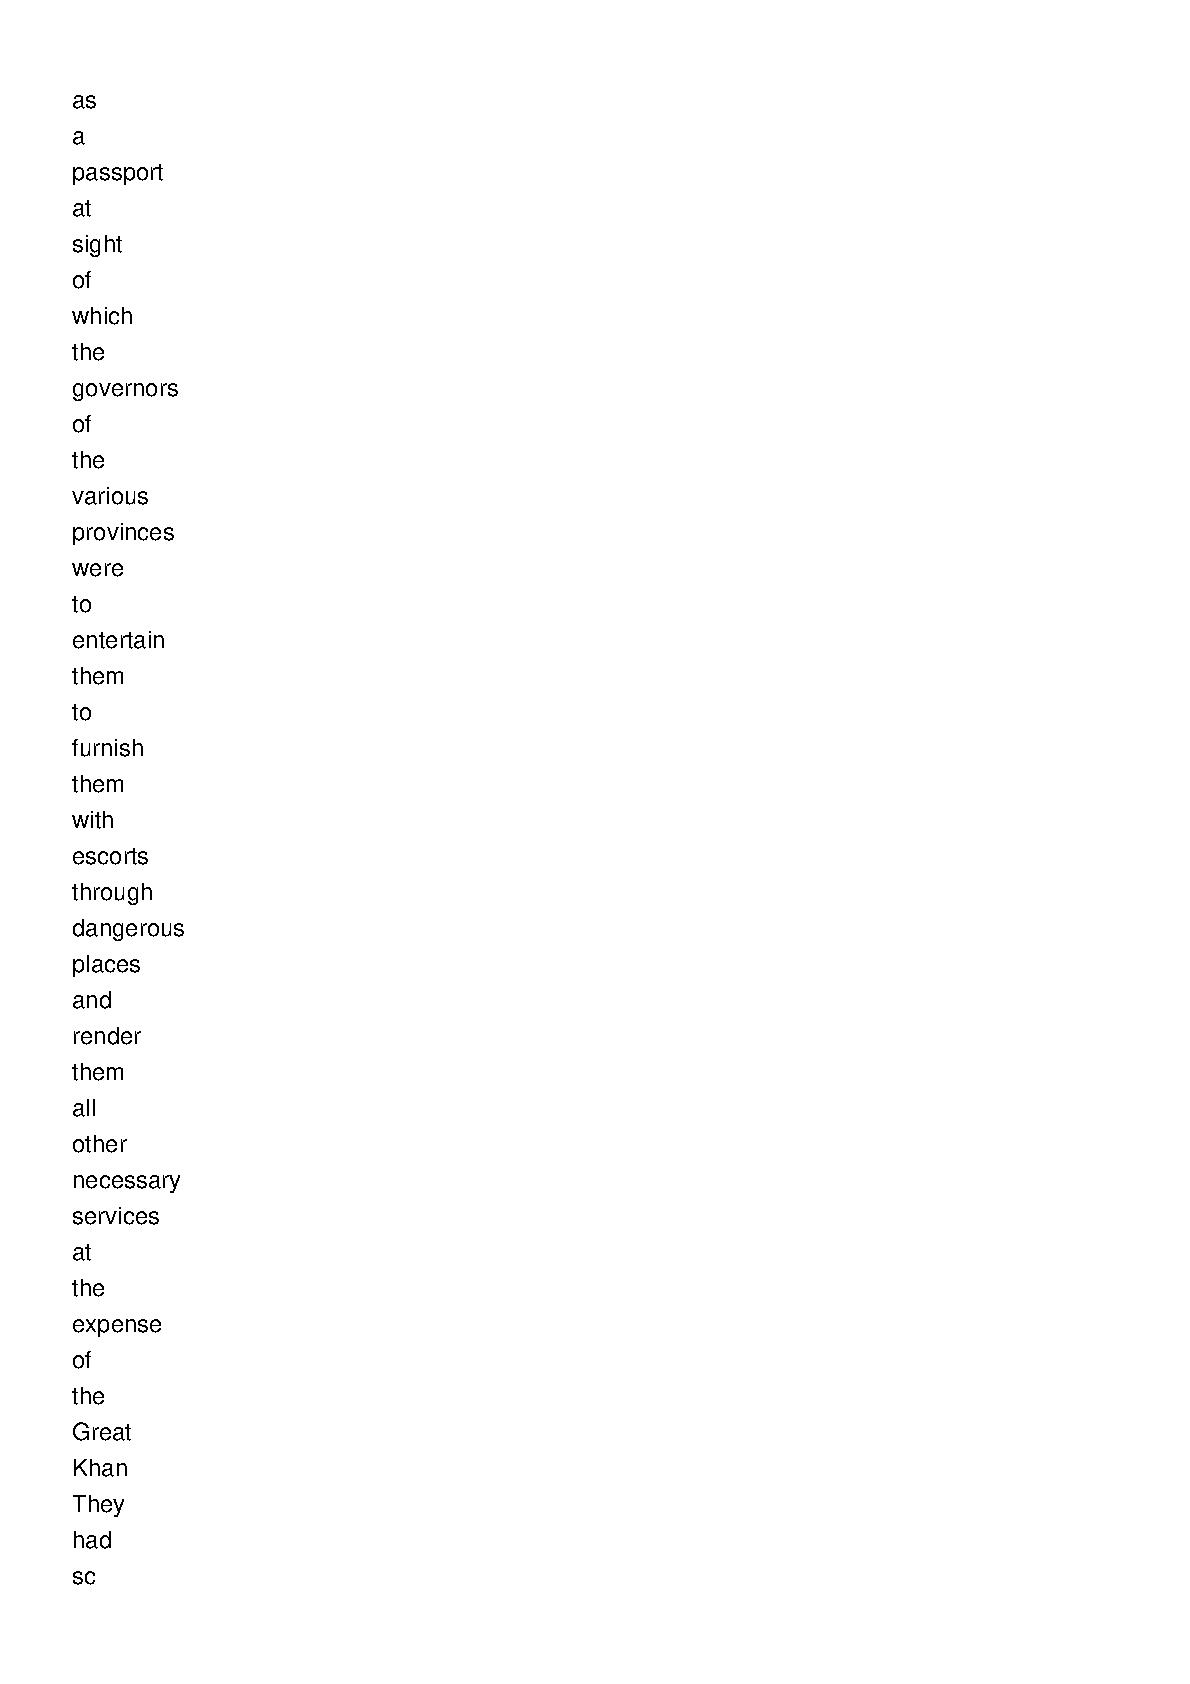 as
a
passport
at
sight
of
which
the
governors
of
the
various
provinces
were
to
entertain
them
to
furnish
them
with
escorts
through
dangerous
places
and
render
them
all
other
necessary
services
at
the
expense
of
the
Great
Khan
They
had
sc